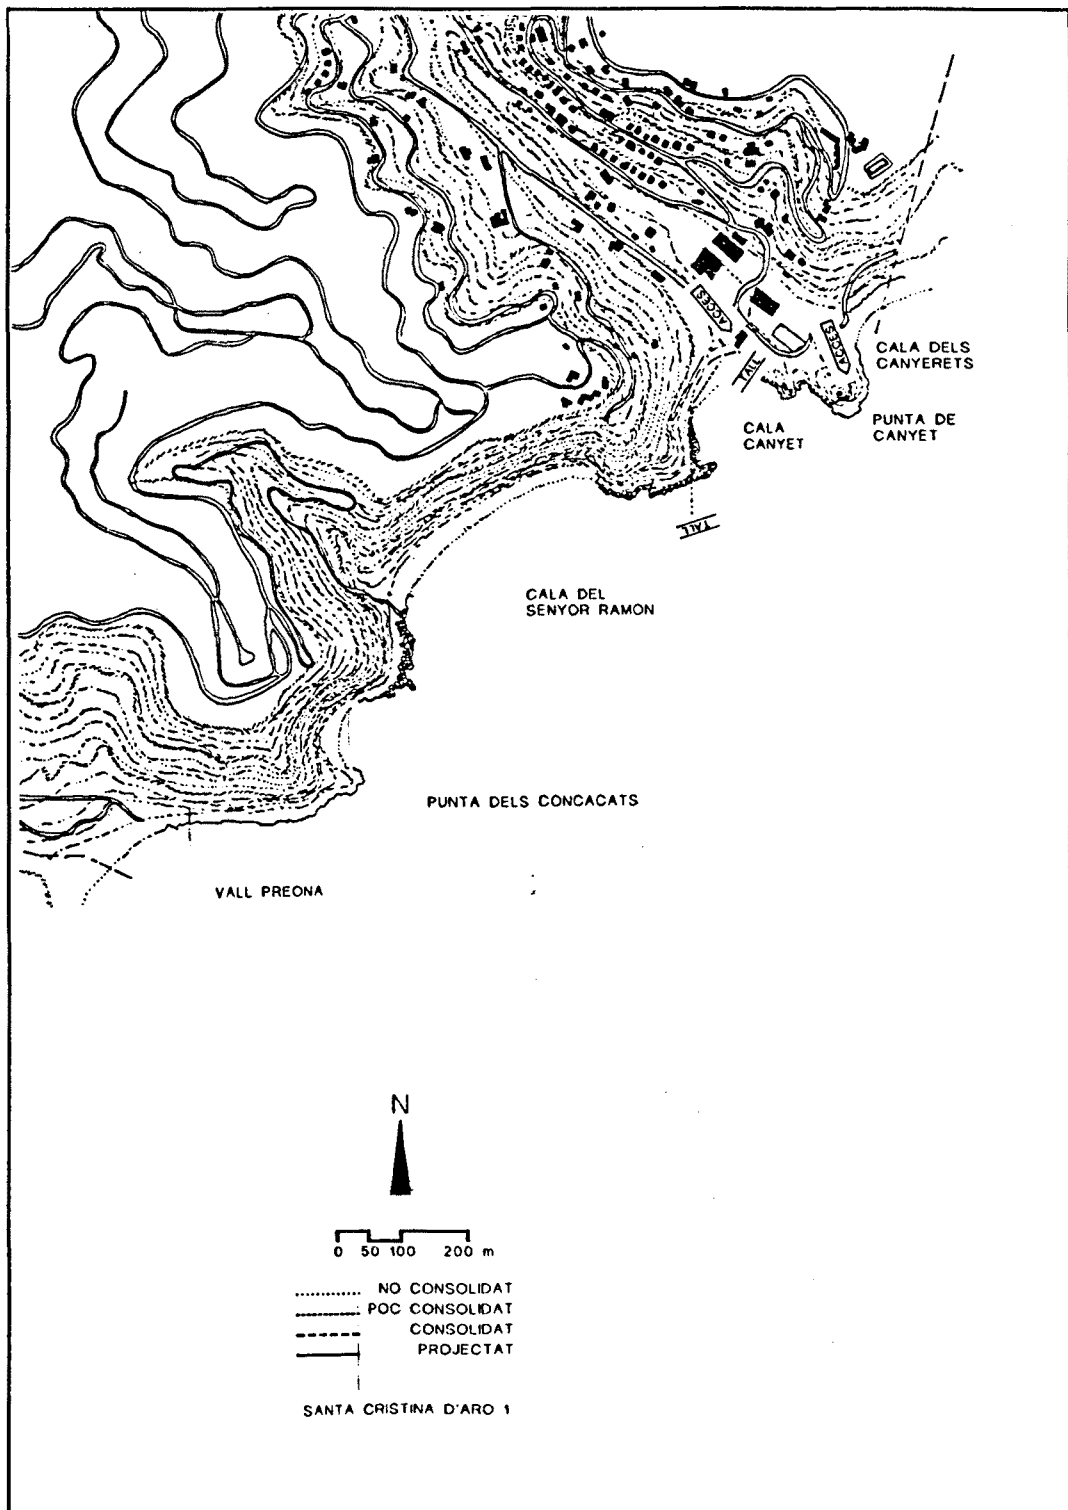 ACCES
ACCES
TALL
CALA DELS
CANYERETS
PUNTA DE
CANYET
CALA
CANYET
TALL
CALA DEL
SENYOR RAMON
PUNTA DELS CONCACATS
VALL PREONA
N
0 50 100 200 m
NO CONSOLIDAT
POC CONSOLIDAT
CONSOLIDAT
PROJECTAT
SANTA CRISTINA D'ARO 1